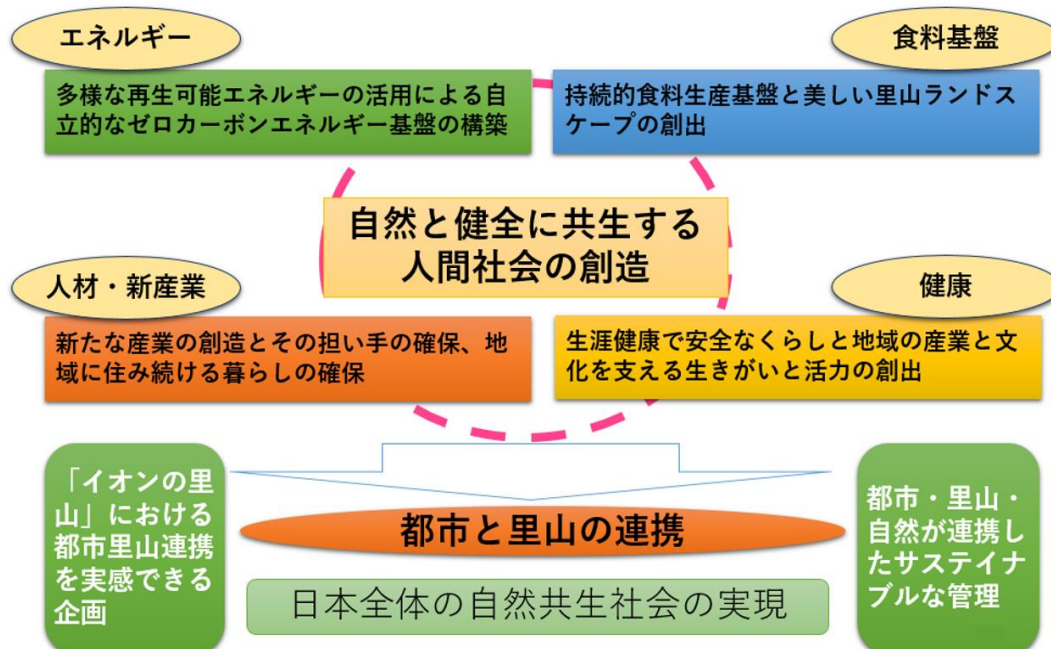 エネルギー
多様な再生可能エネルギーの活用による自
立的なゼロカーボンエネルギー基盤の構築
食料基盤
持続的食料生産基盤と美しい里山ランドス
ケープの創出
自然と健全に共生する
人間社会の創造
人材・新産業
新たな産業の創造とその担い手の確保、地
域に住み続ける暮らしの確保
健康
生涯健康で安全なくらしと地域の産業と文
化を支える生きがいと活力の創出
「イオンの里
山」における
都市里山連携
を実感できる
企画
都市と里山の連携
日本全体の自然共生社会の実現
都市・里山・
自然が連携し
たサステイナ
ブルな管理